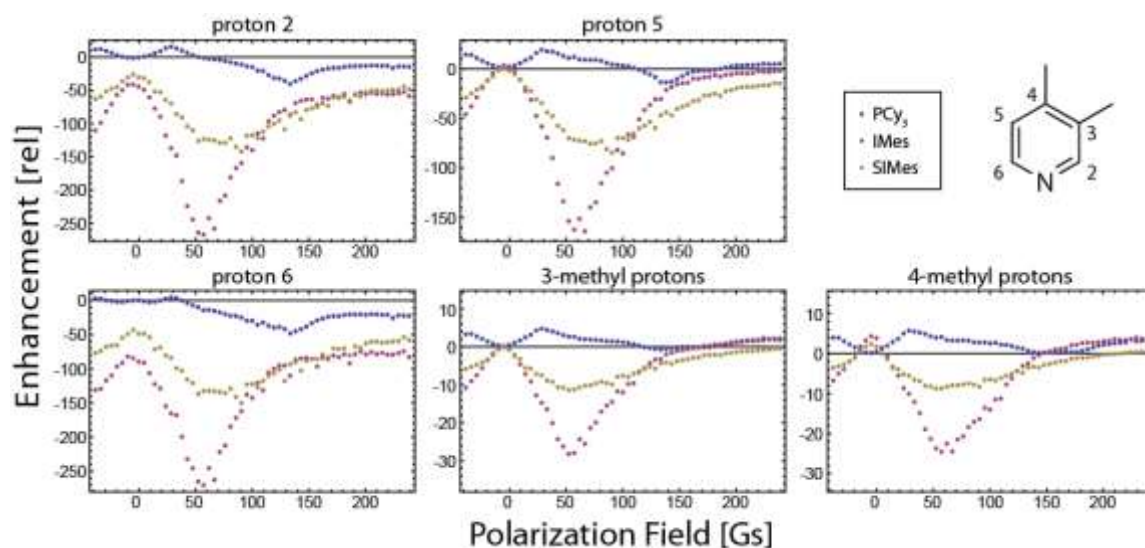 proton 2
proton 5
0
-50
-100
-150
-200
-250
0 50 100 150 200
0
-50
-100
-150
0 50 100 150 200
PCy3
IMes
SIMes
4
5
3
6
2
N
Enhancement [rel]
proton 6
3-methyl protons
4-methyl protons
0
-50
-100
-150
-200
-250
0 50 100 150 200
10
0
-10
-20
-30
0 50 100 150 200
10
0
-10
-20
-30
0 50 100 150 200
Polarization Field [Gs]